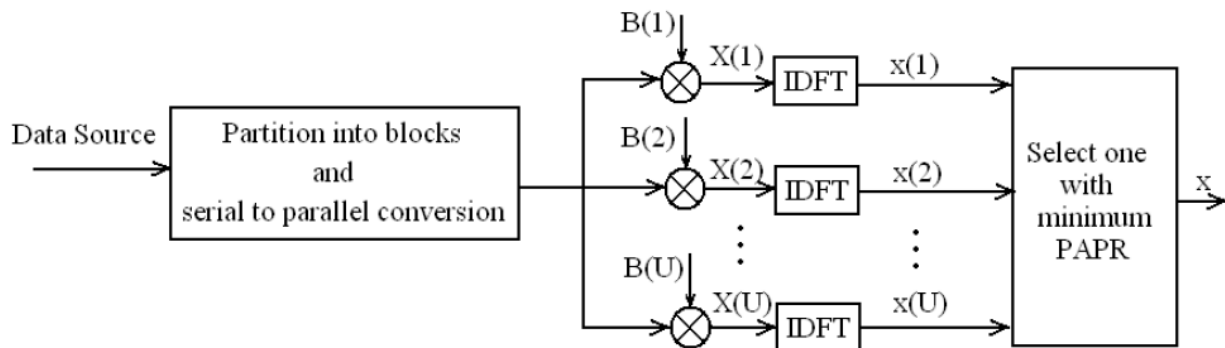 Data Source
Partition into blocks
and
serial to parallel conversion
B(1)
X(1)
IDFT
x(1)
B(2)
X(2)
IDFT
x(2)
B(U)
X(U)
IDFT
x(U)
Select one
with
minimum
PAPR
x